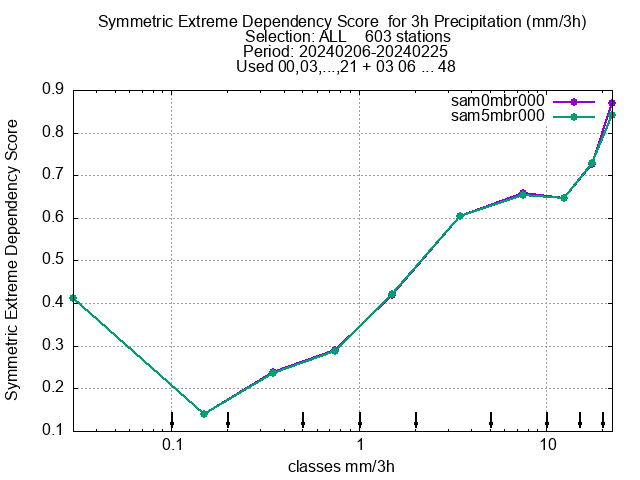 Symmetric Extreme Dependency Score for 3h Precipitation (mm/3h)
Selection: ALL 603 stations
Period: 20240206-20240225
Used 00,03,...,21 + 03 06 ... 48
sam0mbr000
sam5mbr000
0.9
0.8
0.7
0.6
0.5
0.4
0.3
0.2
0.1
Symmetric Extreme Dependency Score
0.1
1
10
classes mm/3h